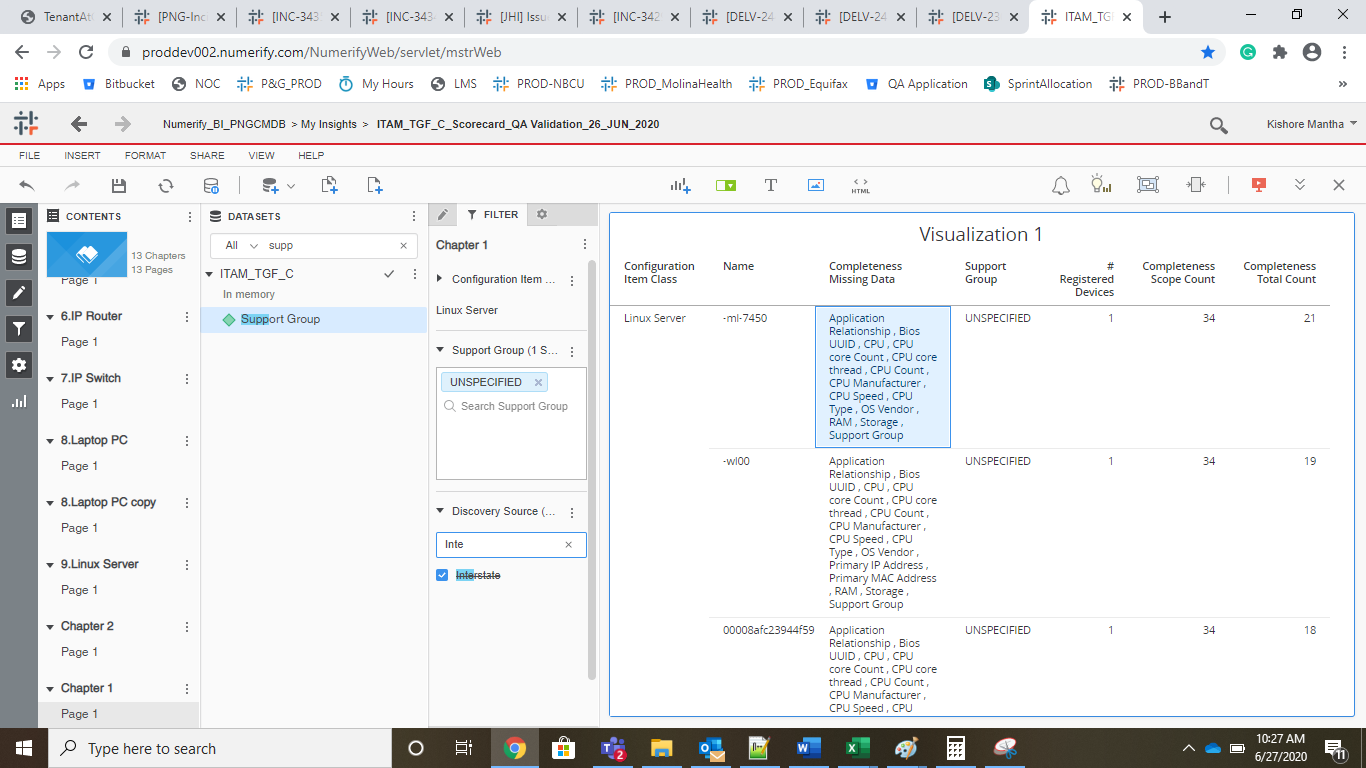 TenantAt
[PNG-Inc
[INC-343
[INC-343
[JHI] Issu
[INC-342
[DELV-24
[DELV-24
[DELV-23
ITAM_TGF
proddev002.numerify.com/NumerifyWeb/servlet/mstrWeb
Apps
Bitbucket
NOC
P&G_PROD
My Hours
LMS
PROD-NBCU
PROD_MolinaHealth
PROD_Equifax
QA Application
SprintAllocation
PROD-BBandT
Numerify_BI_PNGCMDB > My Insights > ITAM_TGF_C_Scorecard_QA Validation_26_JUN_2020
Kishore Mantha
FILE
INSERT
FORMAT
SHARE
VIEW
HELP
HTML
CONTENTS
13 Chapters
13 Pages
Page 1
6.IP Router
Page 1
7.IP Switch
Page 1
8.Laptop PC
Page 1
8.Laptop PC copy
Page 1
9.Linux Server
Page 1
Chapter 2
Page 1
Chapter 1
Page 1
DATASETS
All
supp
ITAM_TGF_C
In memory
Support Group
FILTER
Chapter 1
Configuration Item ...
Linux Server
Support Group (1 S...
UNSPECIFIED
Search Support Group
Discovery Source (...
Inte
Interstate
Visualization 1
Configuration
Item Class
Name
Completeness
Missing Data
Support
Group
#
Registered
Devices
Completeness
Scope Count
Completeness
Total Count
Linux Server
-ml-7450
Application
Relationship , Bios
UUID , CPU , CPU
core Count , CPU core
thread , CPU Count ,
CPU Manufacturer ,
CPU Speed , CPU
Type , OS Vendor ,
RAM , Storage ,
Support Group
UNSPECIFIED
1
34
21
-wl00
Application
Relationship , Bios
UUID , CPU , CPU
core Count , CPU core
thread , CPU Count ,
CPU Manufacturer ,
CPU Speed , CPU
Type , OS Vendor ,
Primary IP Address ,
Primary MAC Address
, RAM , Storage ,
Support Group
UNSPECIFIED
1
34
19
00008afc23944f59
Application
Relationship , Bios
UUID , CPU , CPU
core Count , CPU core
thread , CPU Count ,
CPU Manufacturer ,
CPU Speed , CPU
UNSPECIFIED
1
34
18
Type here to search
2
10:27 AM
6/27/2020
11